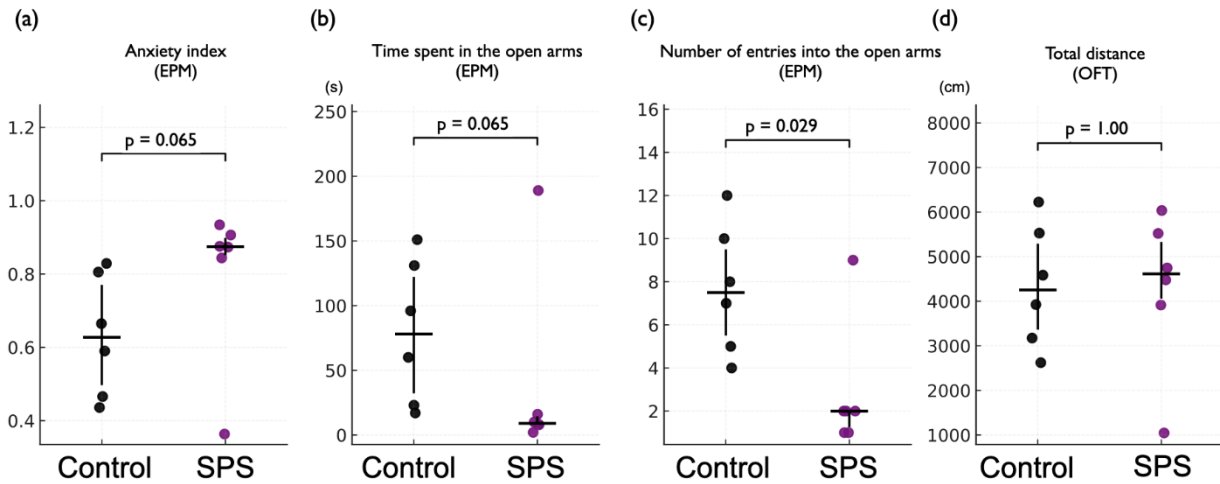 (a)
Anxiety index
(EPM)
1.2
1.0
0.8
0.6
0.4
p = 0.065
Control
SPS
(b)
Time spent in the open arms
(EPM)
(s)
250
200
150
100
50
0
p = 0.065
Control
SPS
(c)
Number of entries into the open arms
(EPM)
16
14
12
10
8
6
4
2
p = 0.029
Control
SPS
(d)
Total distance
(OFT)
(cm)
8000
7000
6000
5000
4000
3000
2000
1000
p = 1.00
Control
SPS